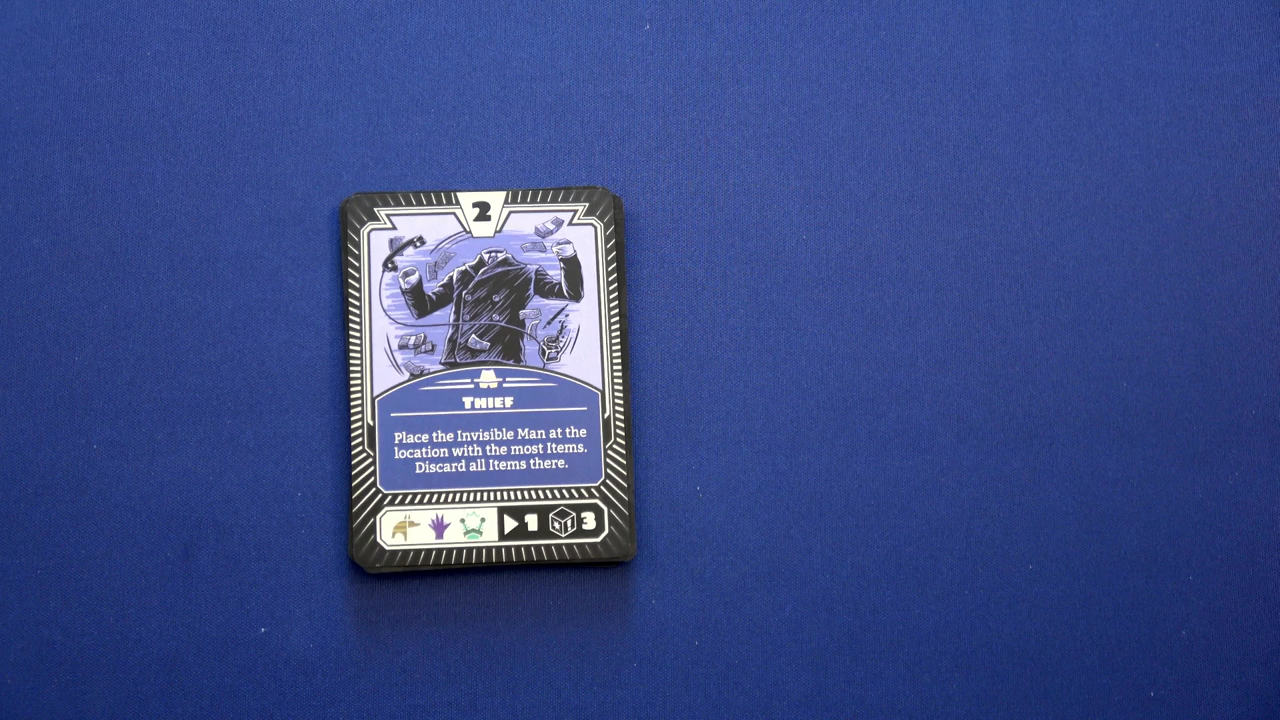 2
THIEF
Place the Invisible Man at the
location with the most Items.
Discard all Items there.
1 3